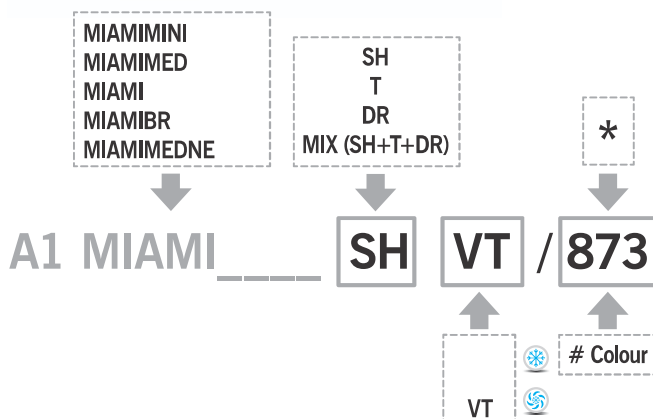 MIAMIMINI
MIAMIMED
MIAMI
MIAMIBR
MIAMIMEDNE
SH
T
DR
MIX (SH+T+DR)
*
A1 MIAMI____ SH VT / 873
# Colour
VT